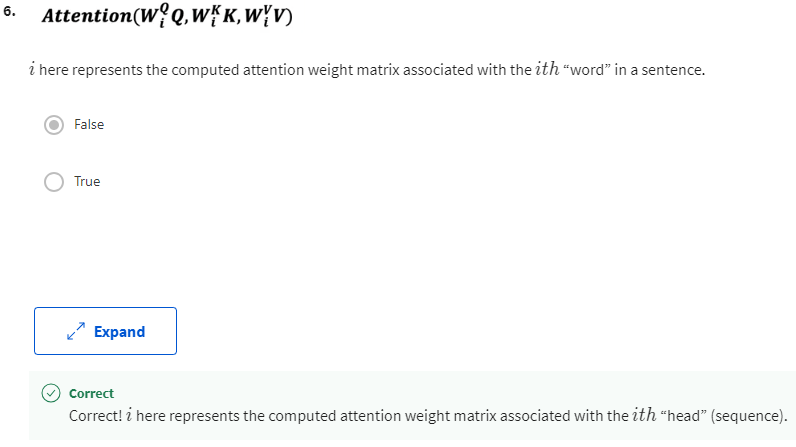 6. Attention(W_i^Q Q, W_i^K K, W_i^V V)
i here represents the computed attention weight matrix associated with the ith “word” in a sentence.
False
True
Expand
Correct
Correct! i here represents the computed attention weight matrix associated with the ith “head” (sequence).